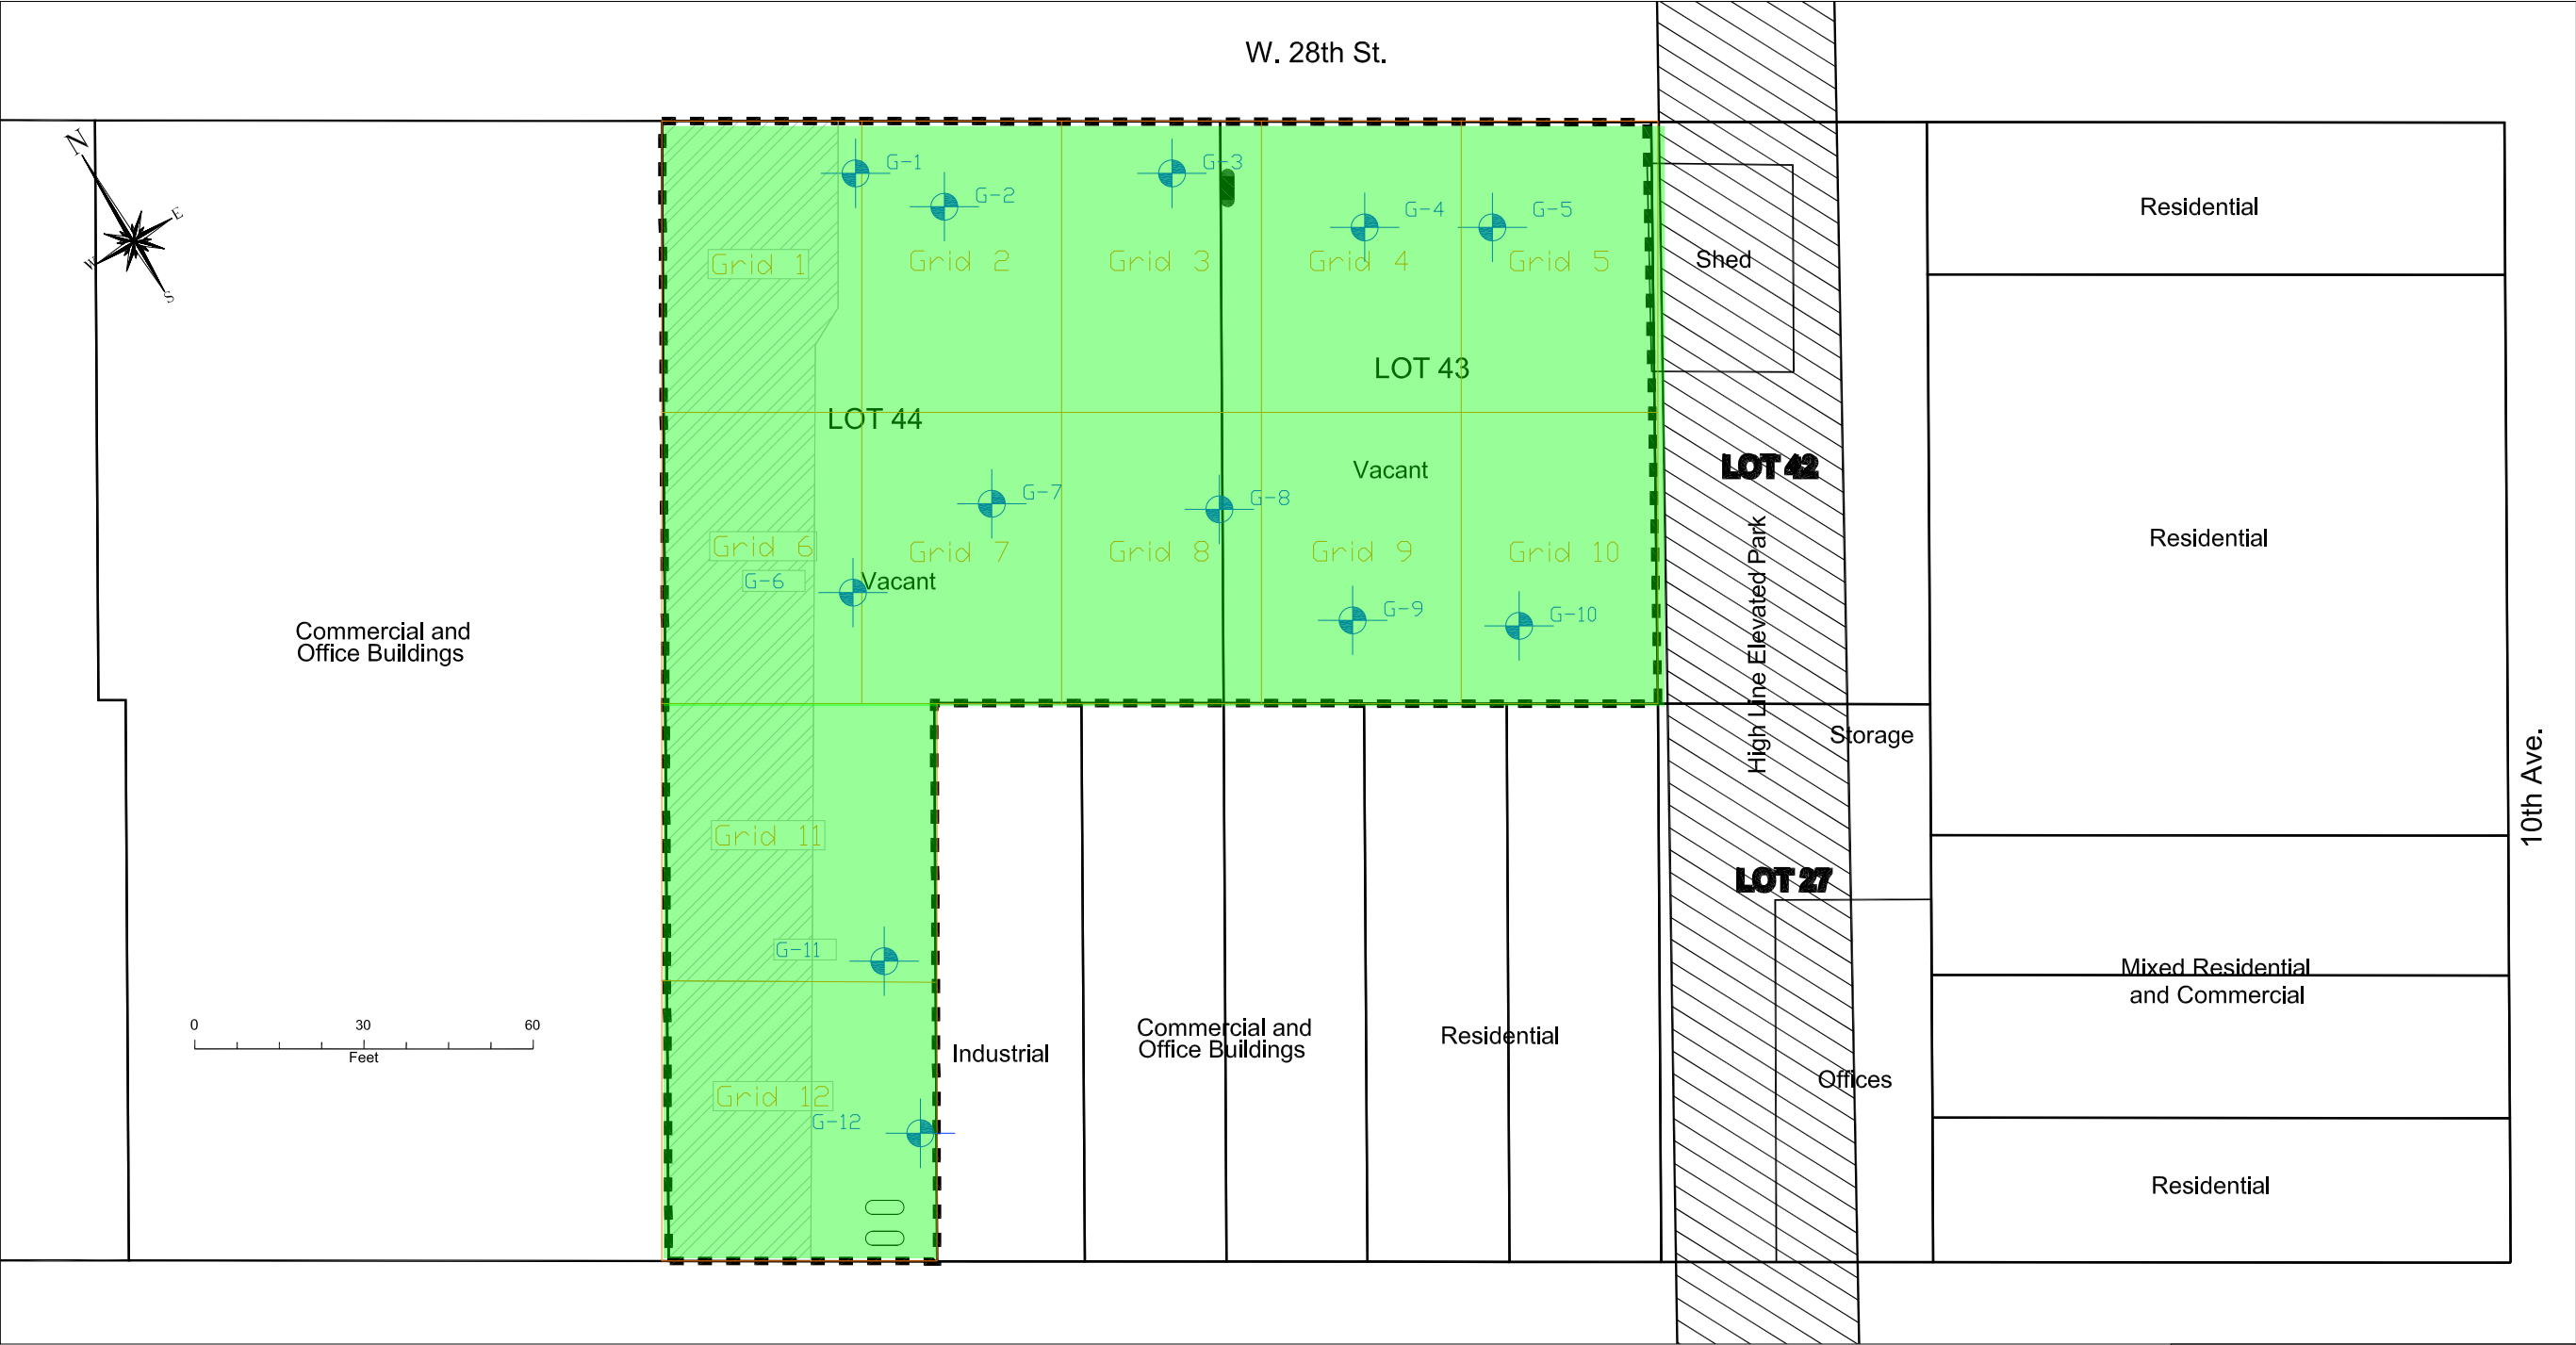 W. 28th St.
N
E
W
S
G-1
G-2
G-3
G-4
G-5
Grid 1
Grid 2
Grid 3
Grid 4
Grid 5
Shed
Residential
LOT 43
LOT 44
Vacant
LOT 42
G-7
G-8
Grid 6
Grid 7
Grid 8
Grid 9
Grid 10
G-6
Vacant
G-9
G-10
High Line Elevated Park
Residential
Commercial and
Office Buildings
Storage
10th Ave.
Grid 11
LOT 27
G-11
Mixed Residential
and Commercial
0
30
60
Feet
Industrial
Commercial and
Office Buildings
Residential
Offices
Grid 12
G-12
Residential